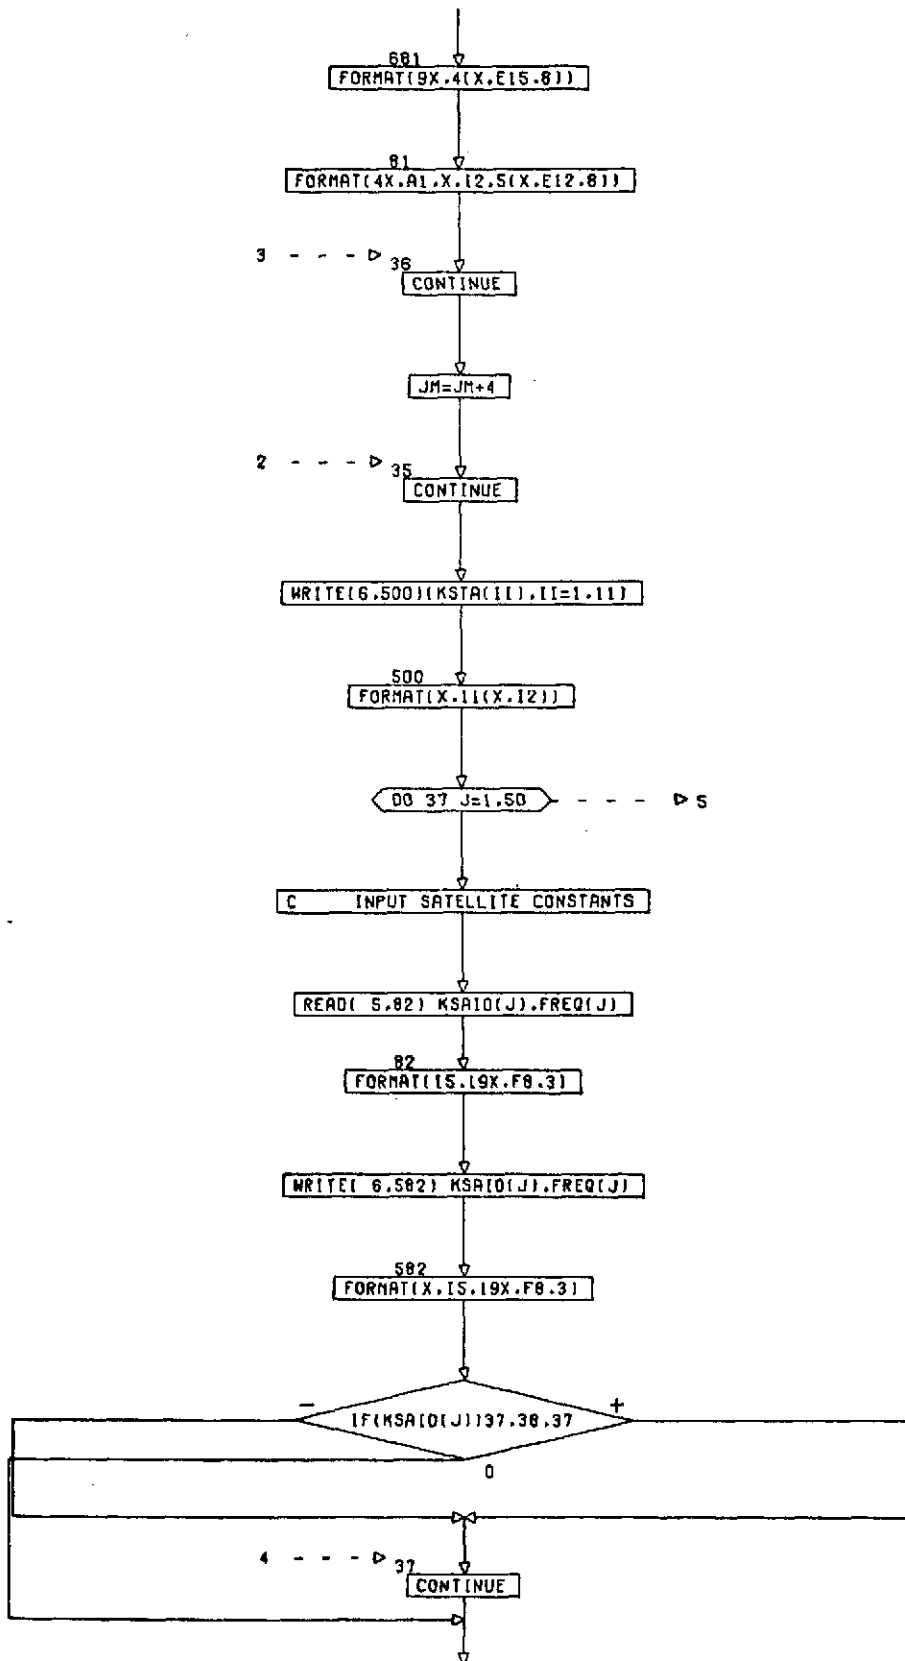 681
FORMAT(9X.4(X.E15.8))
81
FORMAT(4X.A1.X.I2.5(X.E12.8))
3
36
CONTINUE
JM=JM+4
2
35
CONTINUE
WRITE(6.500)(KSTA(II).II=1.11)
500
FORMAT(X.11(X.I2))
DO 37 J=1.50
5
C INPUT SATELLITE CONSTANTS
READ( 5.82) KSAID(J).FREQ(J)
82
FORMAT(I5.19X.F8.3)
WRITE( 6.582) KSAID(J).FREQ(J)
582
FORMAT(X.I5.19X.F8.3)
- +
IF(KSAID(J))37.38.37
0
4
37
CONTINUE